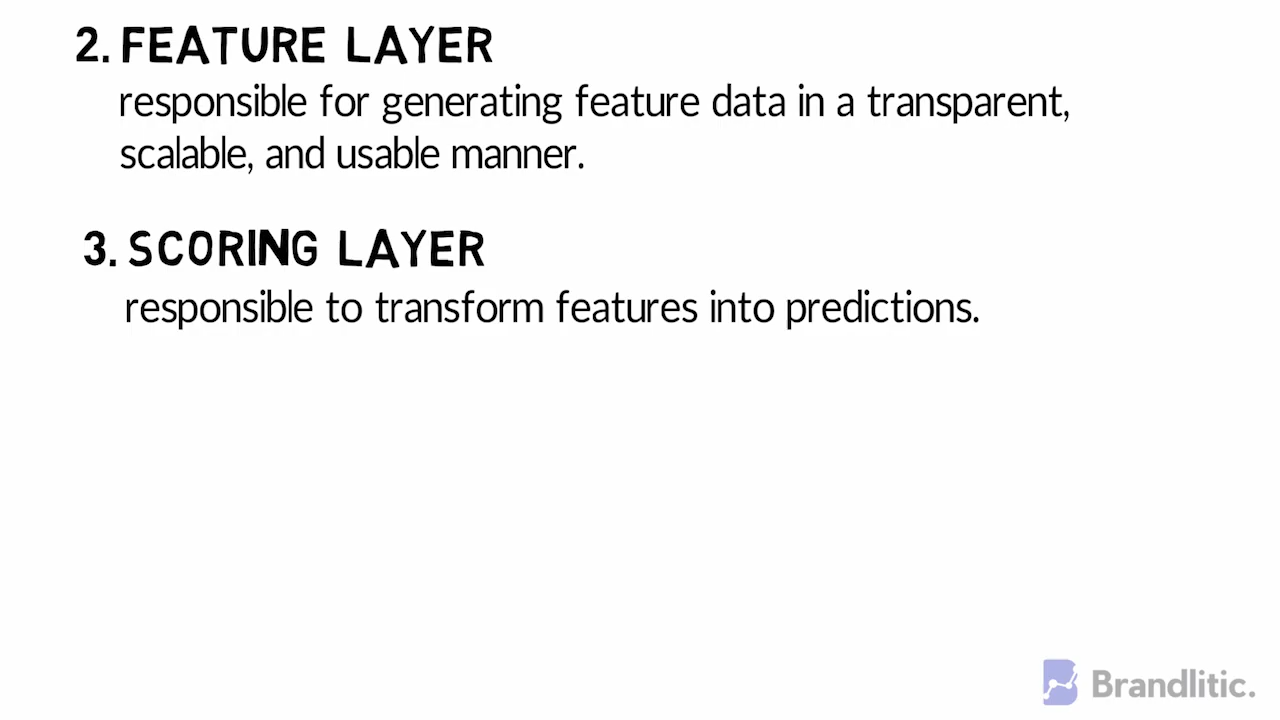 2. FEATURE LAYER
responsible for generating feature data in a transparent,
scalable, and usable manner.
3. SCORING LAYER
responsible to transform features into predictions.
Brandlitic.